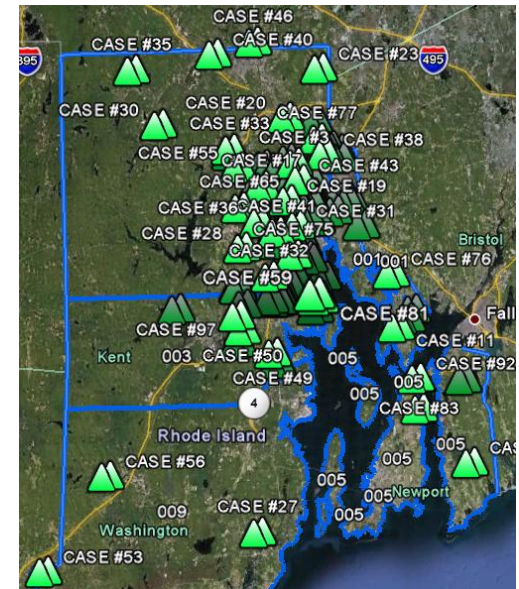 CASE #46
CASE #35
CASE #40
395
495
CASE #23
CASE #20
CASE #77
CASE #30
CASE #33
CASE #3
CASE #38
CASE #55
CASE #17
CASE #43
CASE #65
CASE #19
CASE #36
CASE #41
CASE #31
CASE #28
CASE #75
Bristol
CASE #32
001
001
CASE #76
CASE #59
CASE #81
Fall
CASE #97
CASE #11
Kent
003
CASE #50
005
CASE #92
CASE #49
005
005
4
CASE #83
Rhode Island
005
CASE #56
005
005
Newport
009
CASE #27
005
Washington
CASE #53